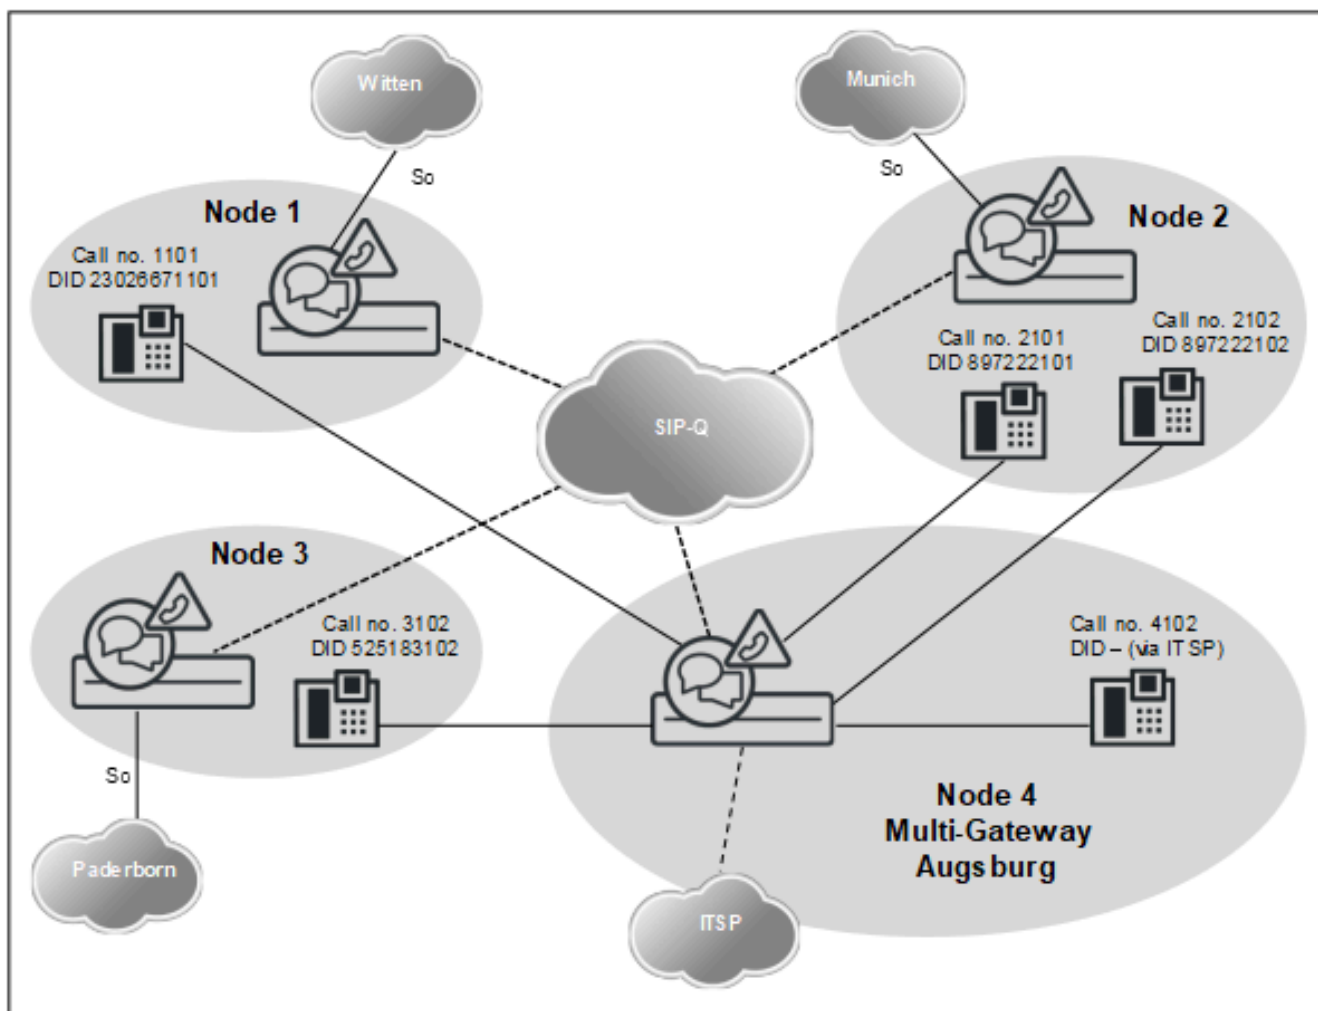 Witten
Munich
So
So
Node 1
Node 2
Call no. 1101
DID 23026671101
Call no. 2101
DID 897222101
Call no. 2102
DID 897222102
SIP-Q
Node 3
Call no. 3102
DID 525183102
Call no. 4102
DID – (via ITSP)
So
Node 4
Multi-Gateway
Augsburg
Paderborn
ITSP